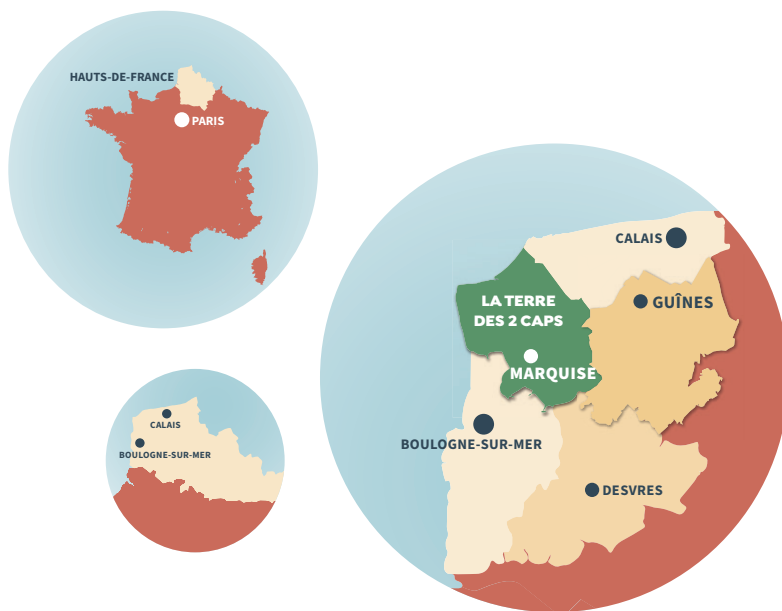 HAUTS-DE-FRANCE
PARIS
CALAIS
GUÎNES
LA TERRE
DES 2 CAPS
MARQUISE
BOULOGNE-SUR-MER
DESVRES
CALAIS
BOULOGNE-SUR-MER